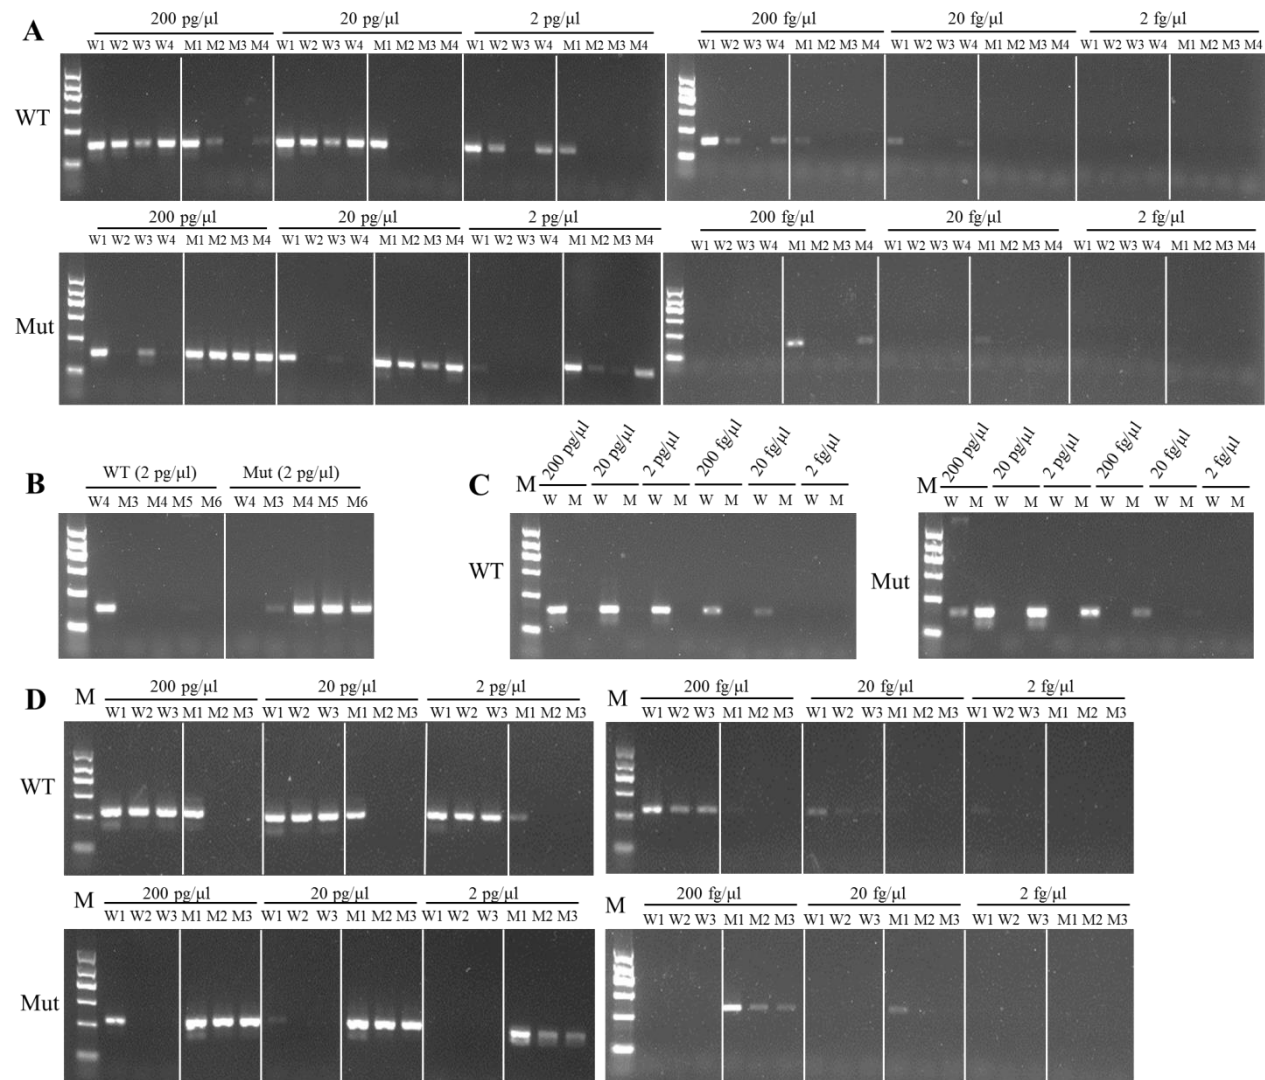 A
200 pg/µl 20 pg/µl 2 pg/µl 200 fg/µl 20 fg/µl 2 fg/µl
W1 W2 W3 W4 M1 M2 M3 M4 W1 W2 W3 W4 M1 M2 M3 M4 W1 W2 W3 W4 M1 M2 M3 M4 W1 W2 W3 W4 M1 M2 M3 M4 W1 W2 W3 W4 M1 M2 M3 M4 W1 W2 W3 W4 M1 M2 M3 M4
WT
200 pg/µl 20 pg/µl 2 pg/µl 200 fg/µl 20 fg/µl 2 fg/µl
W1 W2 W3 W4 M1 M2 M3 M4 W1 W2 W3 W4 M1 M2 M3 M4 W1 W2 W3 W4 M1 M2 M3 M4 W1 W2 W3 W4 M1 M2 M3 M4 W1 W2 W3 W4 M1 M2 M3 M4 W1 W2 W3 W4 M1 M2 M3 M4
Mut
B
WT (2 pg/µl) Mut (2 pg/µl)
W4 M3 M4 M5 M6 W4 M3 M4 M5 M6
C
M 200 pg/µl 20 pg/µl 2 pg/µl 200 fg/µl 20 fg/µl 2 fg/µl
W M W M W M W M W M W M
WT
M 200 pg/µl 20 pg/µl 2 pg/µl 200 fg/µl 20 fg/µl 2 fg/µl
W M W M W M W M W M W M
Mut
D
M 200 pg/µl 20 pg/µl 2 pg/µl M 200 fg/µl 20 fg/µl 2 fg/µl
W1 W2 W3 M1 M2 M3 W1 W2 W3 M1 M2 M3 W1 W2 W3 M1 M2 M3 W1 W2 W3 M1 M2 M3 W1 W2 W3 M1 M2 M3 W1 W2 W3 M1 M2 M3
WT
M 200 pg/µl 20 pg/µl 2 pg/µl M 200 fg/µl 20 fg/µl 2 fg/µl
W1 W2 W3 M1 M2 M3 W1 W2 W3 M1 M2 M3 W1 W2 W3 M1 M2 M3 W1 W2 W3 M1 M2 M3 W1 W2 W3 M1 M2 M3 W1 W2 W3 M1 M2 M3
Mut